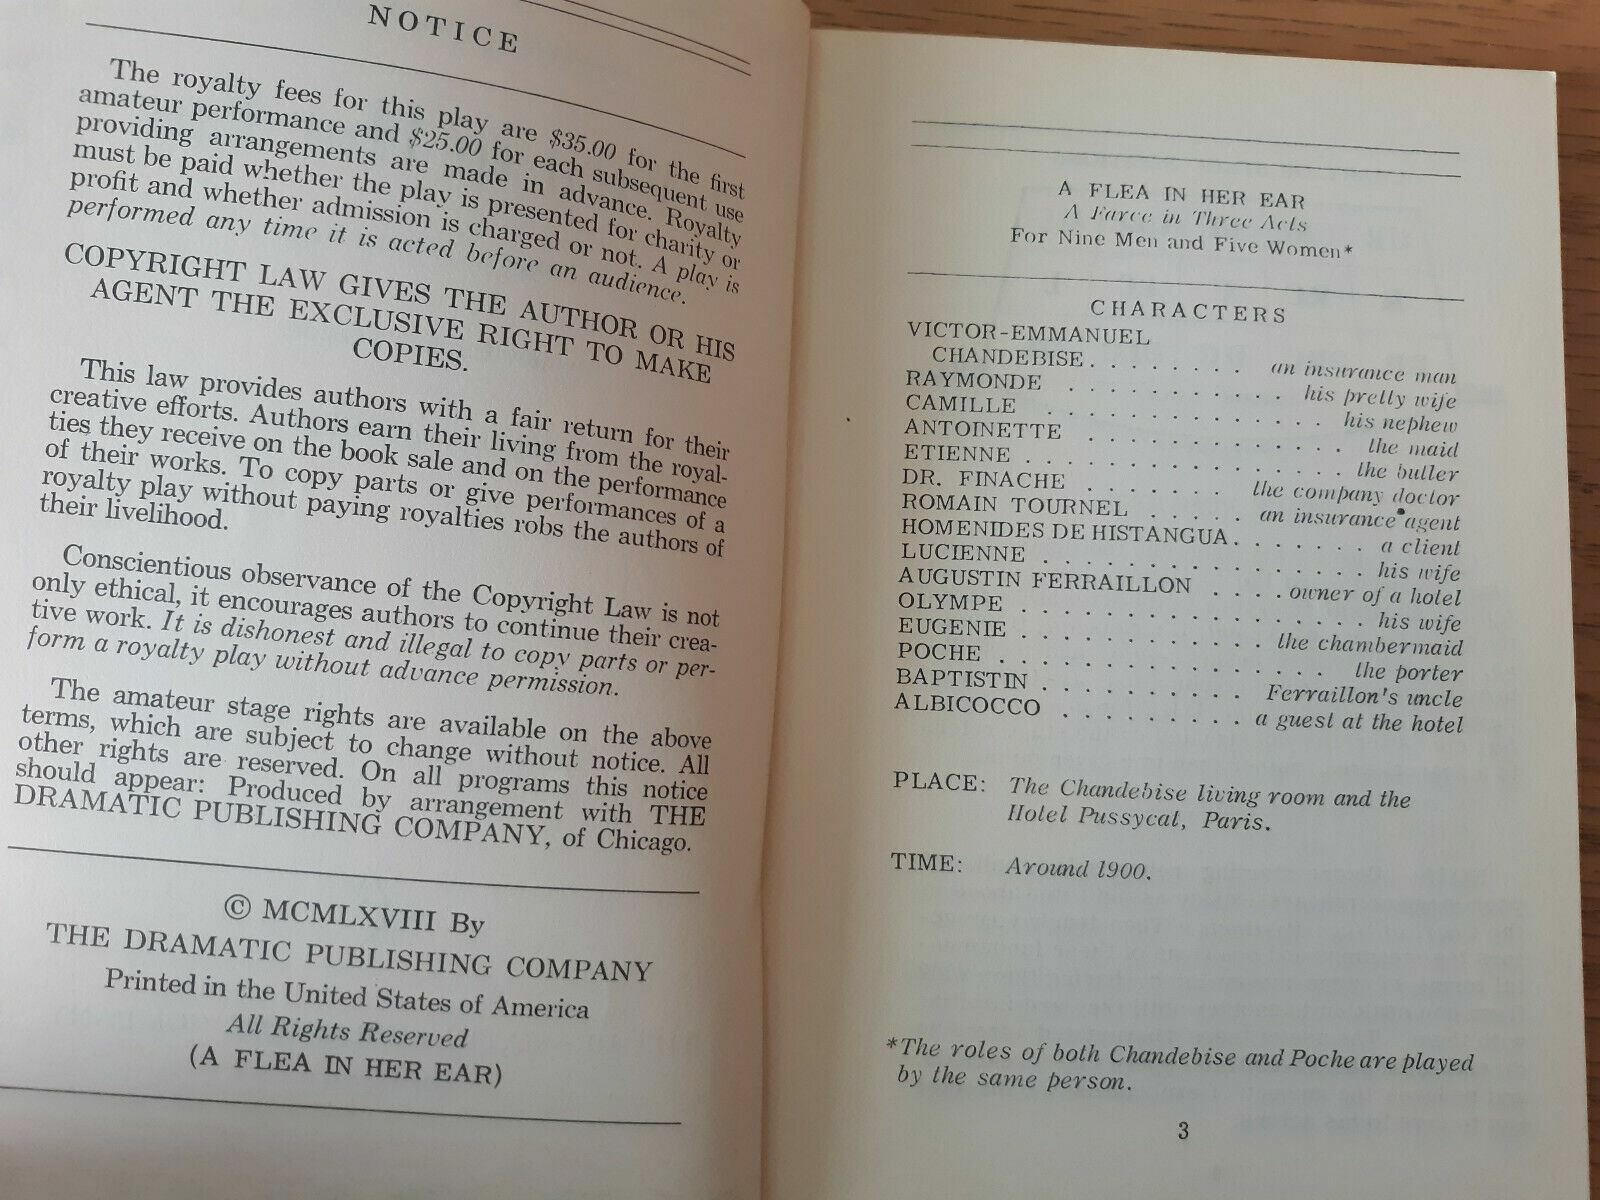 NOTICE
The royalty fees for this play are $35.00 for the first
amateur performance and $25.00 for each subsequent use
providing arrangements are made in advance. Royalty
must be paid whether the play is presented for charity or
profit and whether admission is charged or not. A play is
performed any time it is acted before an audience.
COPYRIGHT LAW GIVES THE AUTHOR OR HIS
AGENT THE EXCLUSIVE RIGHT TO MAKE
COPIES.
This law provides authors with a fair return for their
creative efforts. Authors earn their living from the royal-
ties they receive on the book sale and on the performance
of their works. To copy parts or give performances of a
royalty play without paying royalties robs the authors of
their livelihood.
Conscientious observance of the Copyright Law is not
only ethical, it encourages authors to continue their crea-
tive work. It is dishonest and illegal to copy parts or per-
form a royalty play without advance permission.
The amateur stage rights are available on the above
terms, which are subject to change without notice. All
other rights are reserved. On all programs this notice
should appear: Produced by arrangement with THE
DRAMATIC PUBLISHING COMPANY, of Chicago.
© MCMLXVIII By
THE DRAMATIC PUBLISHING COMPANY
Printed in the United States of America
All Rights Reserved
(A FLEA IN HER EAR)
A FLEA IN HER EAR
A Farce in Three Acts
For Nine Men and Five Women*
CHARACTERS
VICTOR-EMMANUEL
CHANDEBISE. . . . . . . . an insurance man
RAYMONDE . . . . . . . . . . . . his pretty wife
CAMILLE . . . . . . . . . . . . . . his nephew
ANTOINETTE . . . . . . . . . . . . . the maid
ETIENNE . . . . . . . . . . . . . . . . the butler
DR. FINACHE . . . . . . . the company doctor
ROMAIN TOURNEL . . . . . an insurance agent
HOMENIDES DE HISTANGUA. . . . . . . a client
LUCIENNE . . . . . . . . . . . . . . . . his wife
AUGUSTIN FERRAILLON . . . . owner of a hotel
OLYMPE . . . . . . . . . . . . . . . . . his wife
EUGENIE . . . . . . . . . . . . the chambermaid
POCHE . . . . . . . . . . . . . . . . the porter
BAPTISTIN . . . . . . . . . . Ferraillon's uncle
ALBICOCCO . . . . . . . . . a guest at the hotel
PLACE: The Chandebise living room and the
Hotel Pussycat, Paris.
TIME: Around 1900.
*The roles of both Chandebise and Poche are played
by the same person.
3